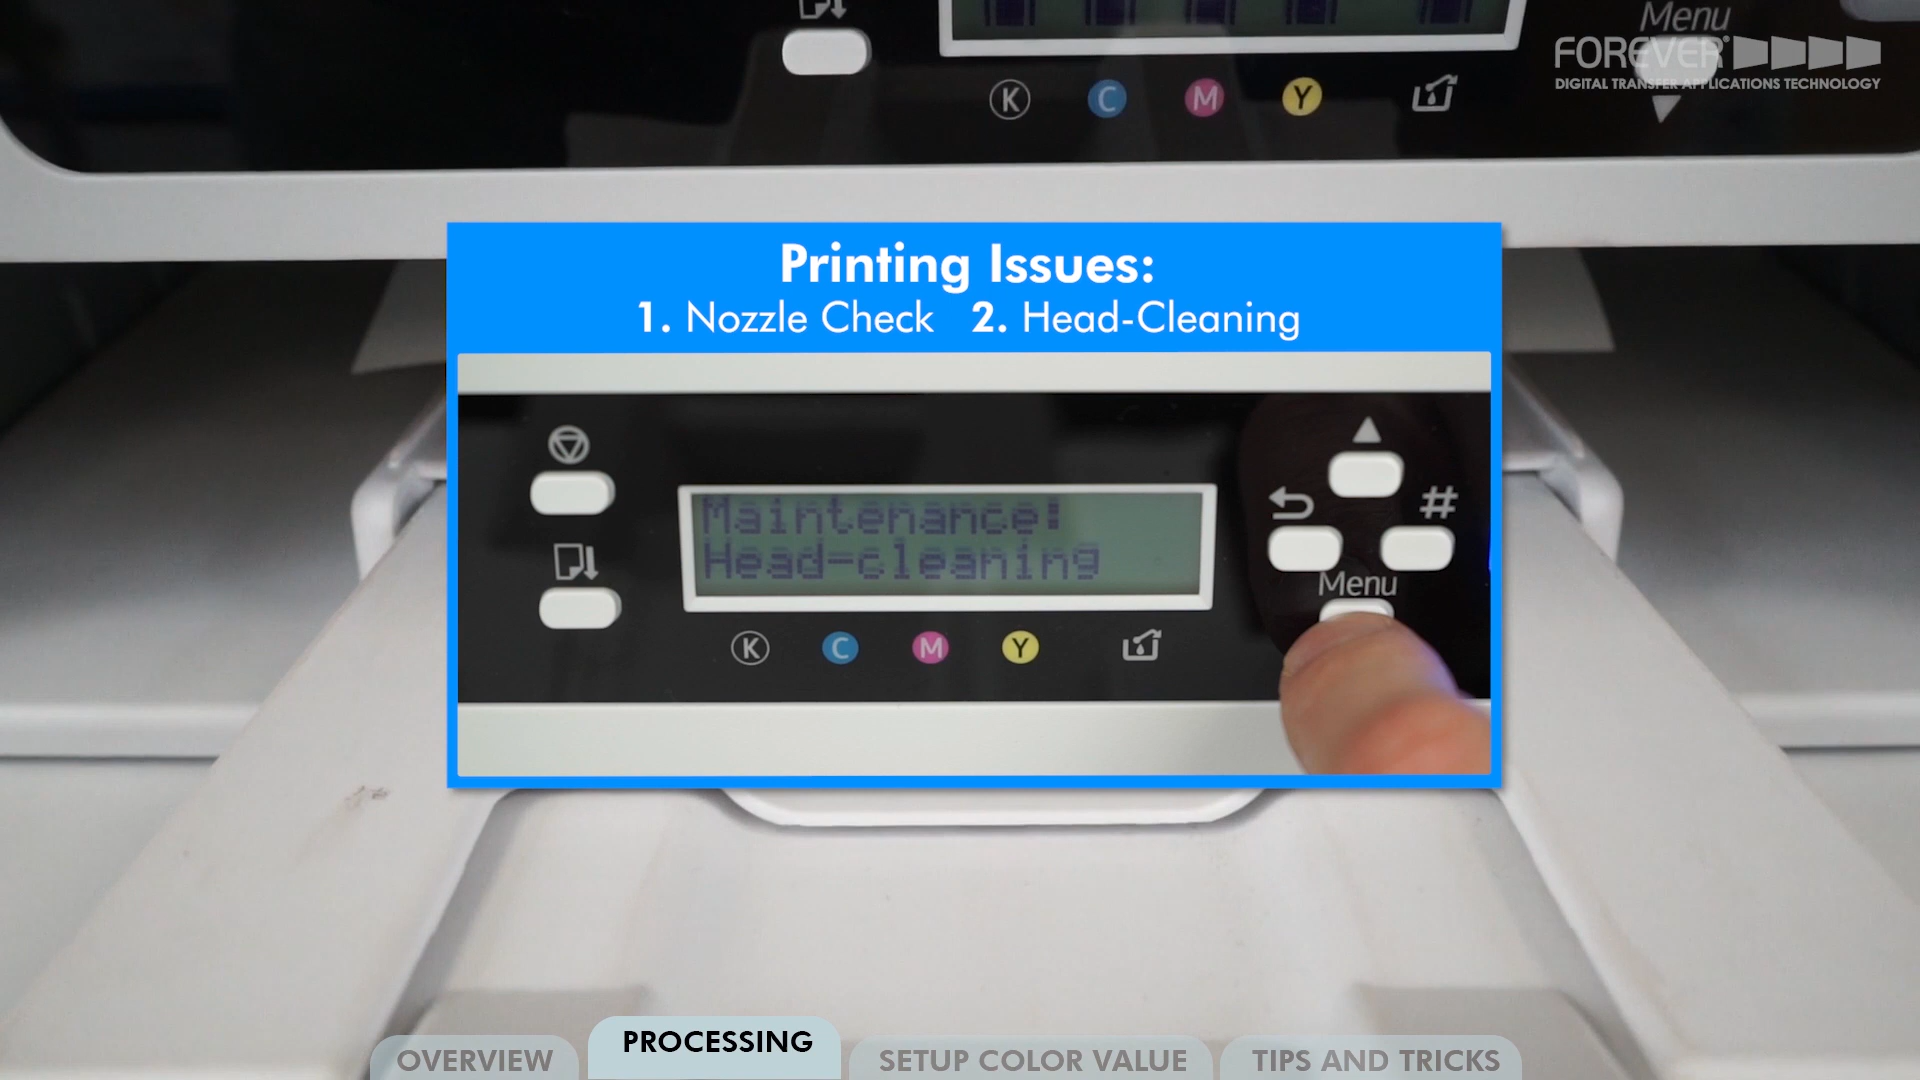 Menu
FOREVER®
DIGITAL TRANSFER APPLICATIONS TECHNOLOGY
K C M Y
Printing Issues:
1. Nozzle Check 2. Head-Cleaning
Maintenance:
Head-cleaning
#
Menu
K C M Y
OVERVIEW
PROCESSING
SETUP COLOR VALUE
TIPS AND TRICKS